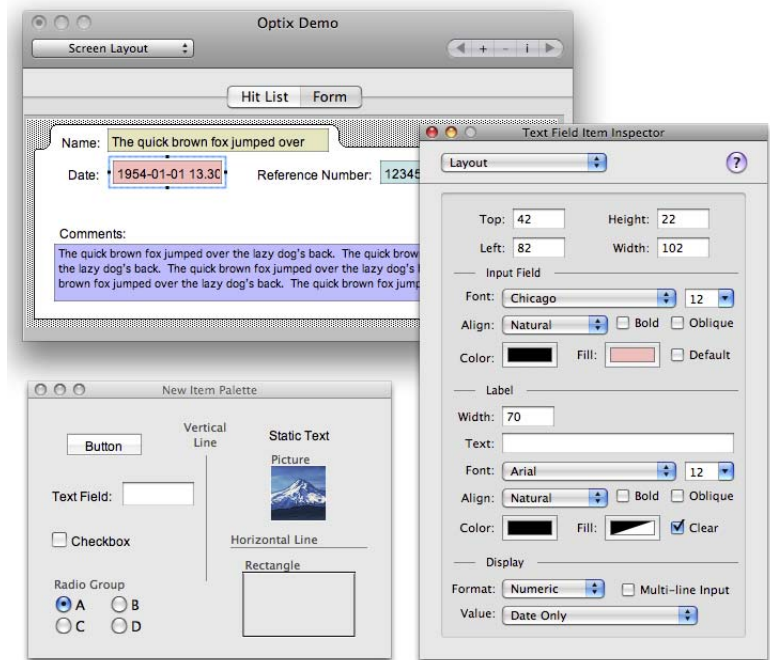 Optix Demo
Screen Layout
+ - i
Hit List Form
Name: The quick brown fox jumped over
Date: 1954-01-01 13.30 Reference Number: 12345
Comments:
The quick brown fox jumped over the lazy dog's back. The quick brow
the lazy dog's back. The quick brown fox jumped over the lazy dog's
brown fox jumped over the lazy dog's back. The quick brown fox jump
Text Field Item Inspector
Layout
?
Top: 42 Height: 22
Left: 82 Width: 102
Input Field
Font: Chicago 12
Align: Natural Bold Oblique
Color: Fill: Default
Label
Width: 70
Text:
Font: Arial 12
Align: Natural Bold Oblique
Color: Fill: Clear
Display
Format: Numeric Multi-line Input
Value: Date Only
New Item Palette
Button
Vertical
Line
Static Text
Picture
Text Field:
Checkbox
Horizontal Line
Rectangle
Radio Group
A B
C D